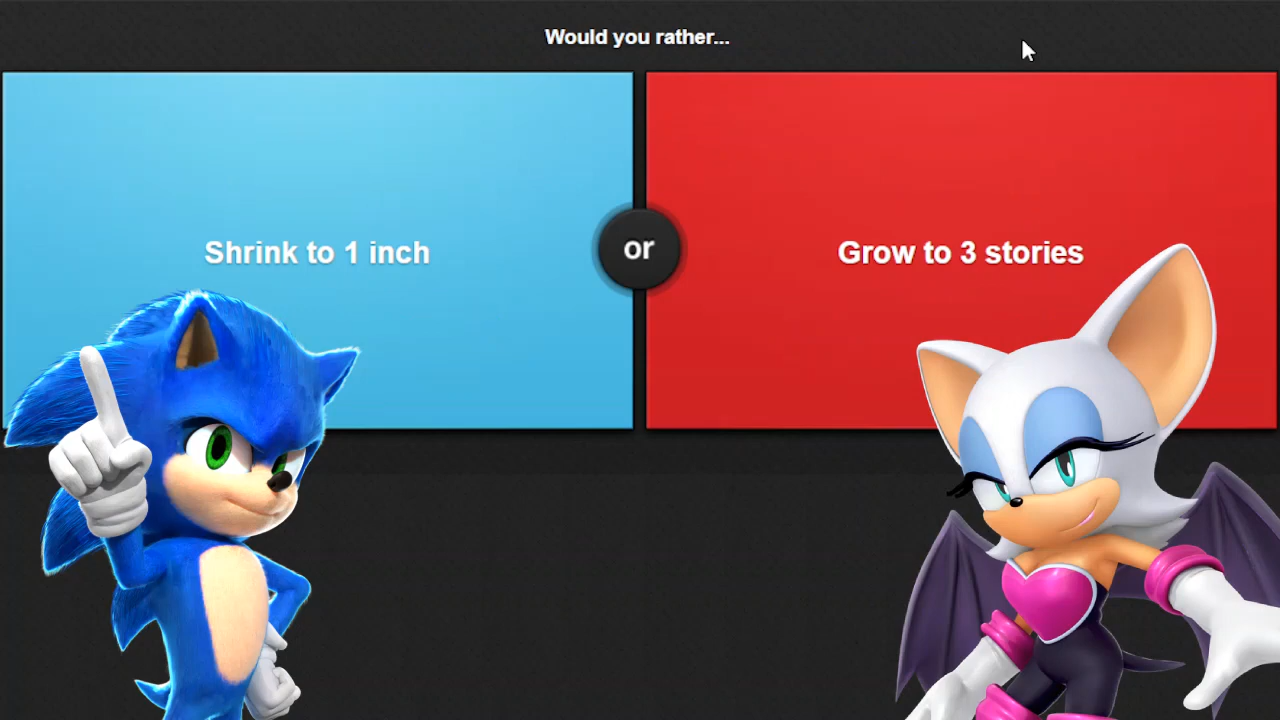 Would you rather...
Shrink to 1 inch
or
Grow to 3 stories